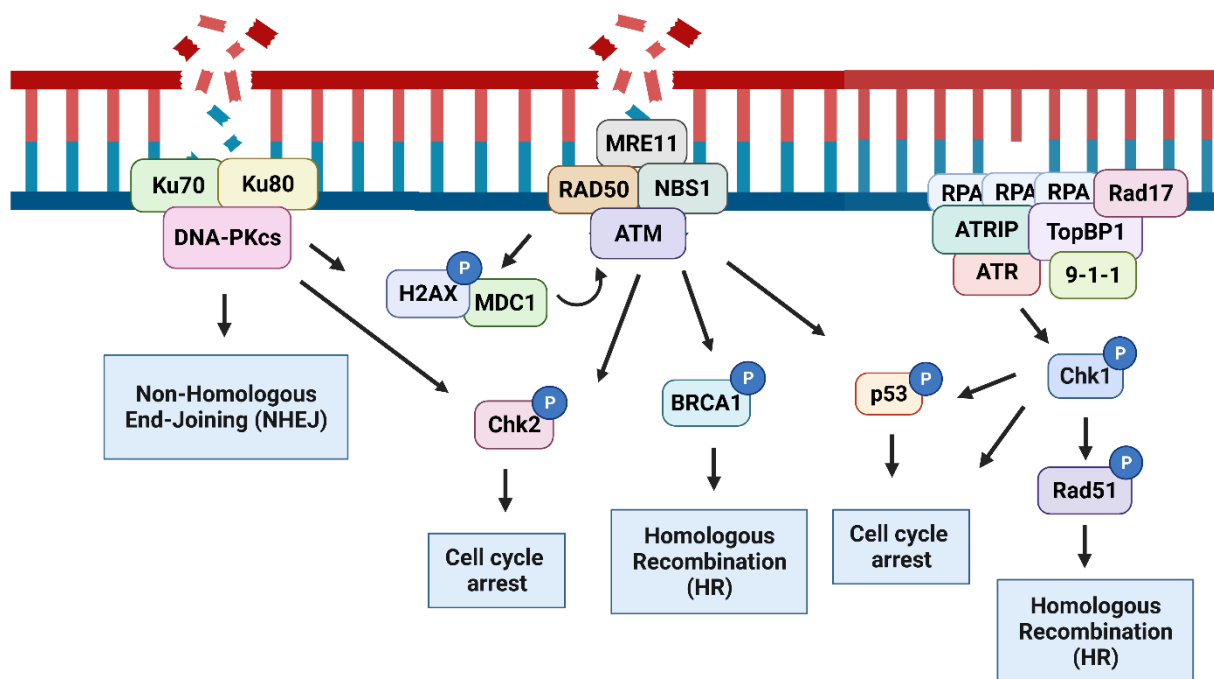 MRE11
Ku70
Ku80
RAD50
NBS1
RPA
RPA
RPA
Rad17
DNA-PKcs
ATM
ATRIP
TopBP1
P
H2AX
MDC1
ATR
9-1-1
Non-Homologous
End-Joining (NHEJ)
P
Chk2
P
BRCA1
P
p53
P
Chk1
P
Rad51
Cell cycle
arrest
Homologous
Recombination
(HR)
Cell cycle
arrest
Homologous
Recombination
(HR)